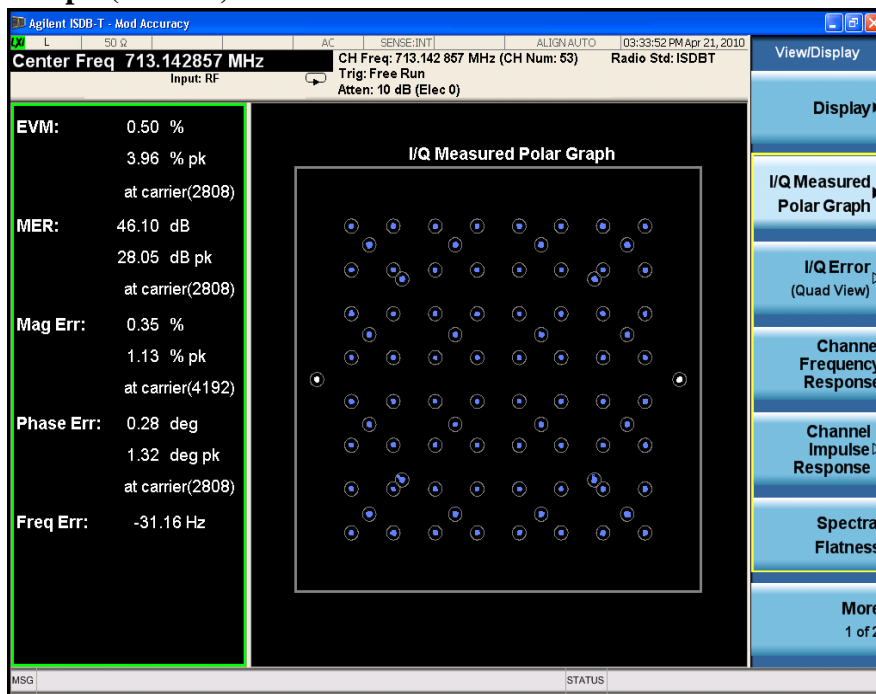 Agilent ISDB-T - Mod Accuracy
LXI L 50 Ω AC SENSE:INT ALIGN AUTO 03:33:52 PM Apr 21, 2010
Center Freq 713.142857 MHz
Input: RF
CH Freq: 713.142 857 MHz (CH Num: 53) Radio Std: ISDBT
Trig: Free Run
Atten: 10 dB (Elec 0)
EVM: 0.50 %
3.96 % pk
at carrier(2808)
MER: 46.10 dB
28.05 dB pk
at carrier(2808)
Mag Err: 0.35 %
1.13 % pk
at carrier(4192)
Phase Err: 0.28 deg
1.32 deg pk
at carrier(2808)
Freq Err: -31.16 Hz
I/Q Measured Polar Graph
View/Display
Display
I/Q Measured
Polar Graph
I/Q Error
(Quad View)
Channe
Frequency
Response
Channel
Impulse
Response
Spectra
Flatness
More
1 of 2
MSG STATUS